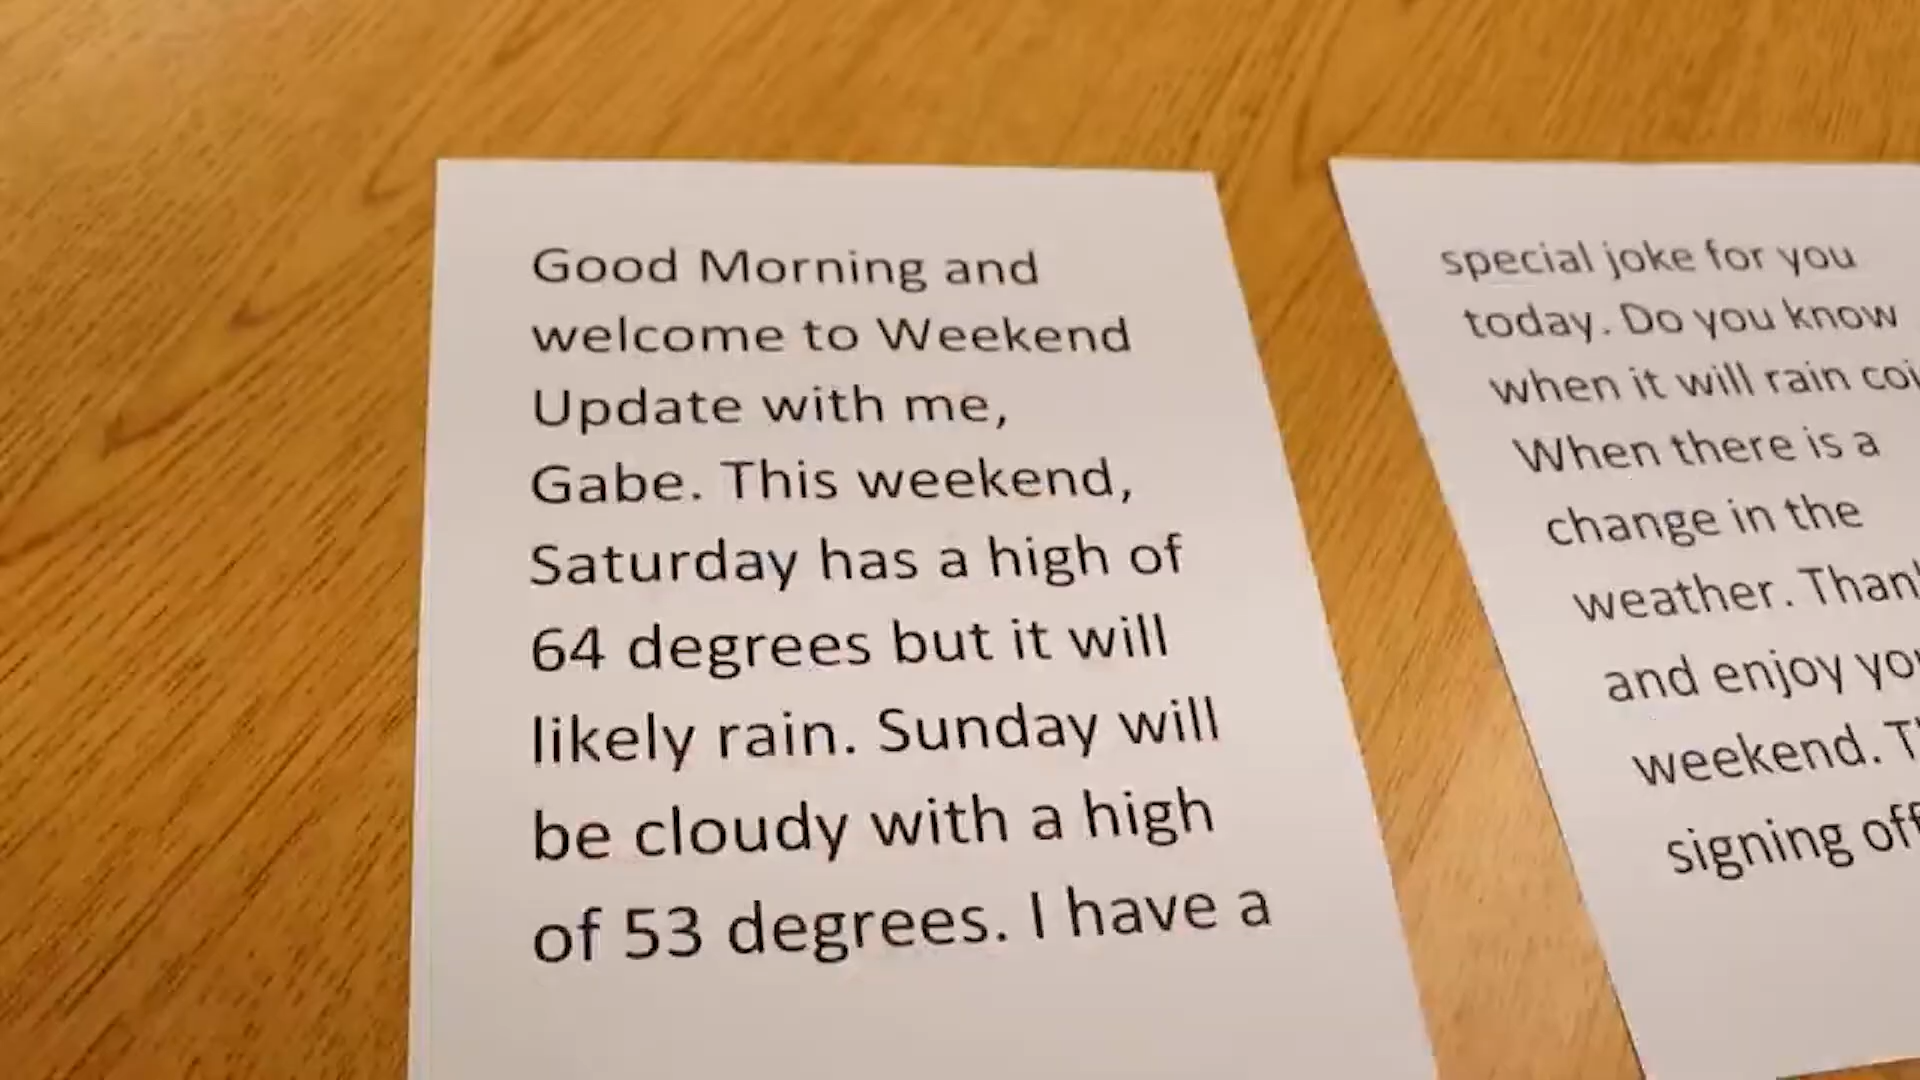 Good Morning and
welcome to Weekend
Update with me,
Gabe. This weekend,
Saturday has a high of
64 degrees but it will
likely rain. Sunday will
be cloudy with a high
of 53 degrees. I have a
special joke for you
today. Do you know
when it will rain
When there is a
change in the
weather.
and enjoy
weekend.
signing